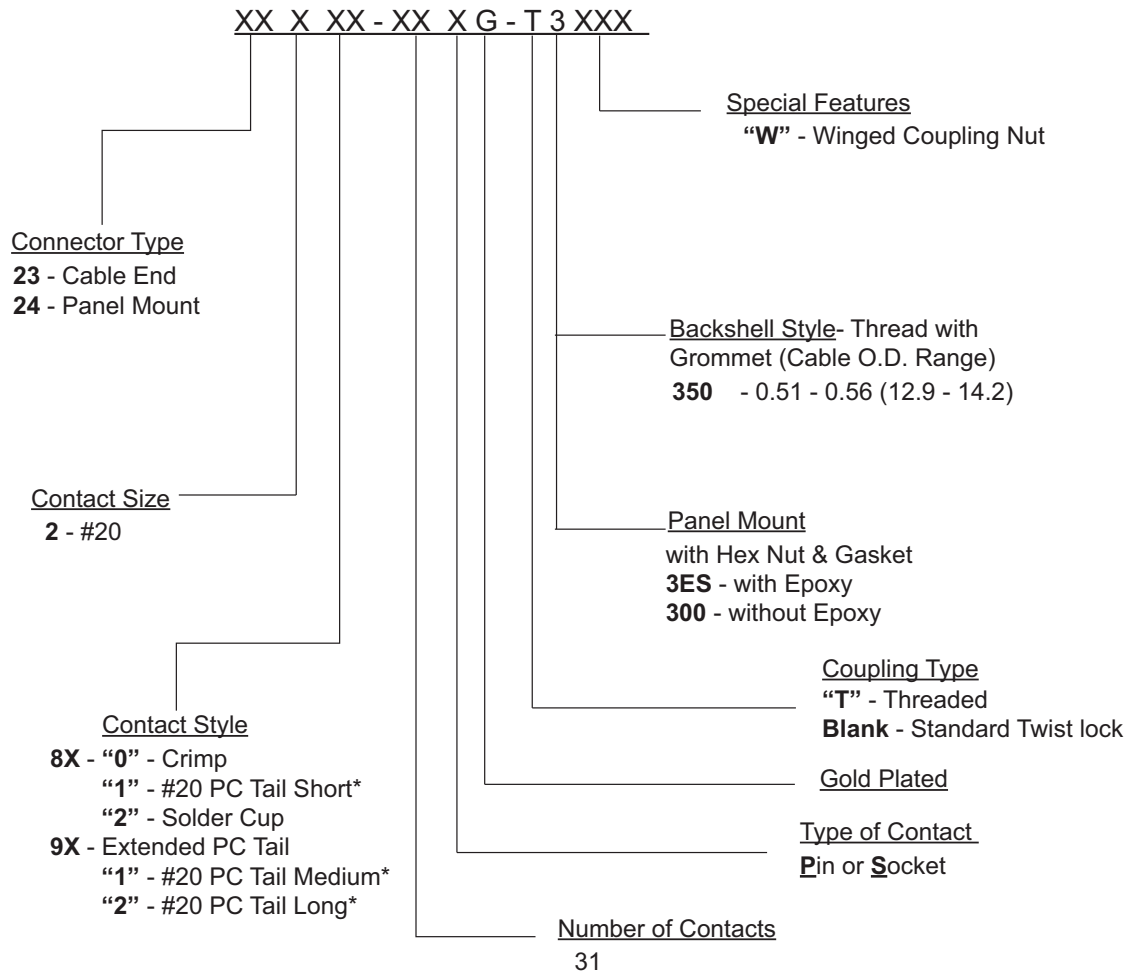 XX X XX - XX X G - T 3 XXX
Special Features
“W” - Winged Coupling Nut
Connector Type
23 - Cable End
24 - Panel Mount
Backshell Style- Thread with
Grommet (Cable O.D. Range)
350 - 0.51 - 0.56 (12.9 - 14.2)
Contact Size
2 - #20
Panel Mount
with Hex Nut & Gasket
3ES - with Epoxy
300 - without Epoxy
Coupling Type
“T” - Threaded
Blank - Standard Twist lock
Contact Style
8X - “0” - Crimp
“1” - #20 PC Tail Short*
“2” - Solder Cup
9X - Extended PC Tail
“1” - #20 PC Tail Medium*
“2” - #20 PC Tail Long*
Gold Plated
Type of Contact
Pin or Socket
Number of Contacts
31